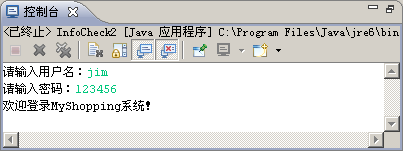 控制台
<已终止> InfoCheck2 [Java 应用程序] C:\Program Files\Java\jre6\bin
请输入用户名：jim
请输入密码：123456
欢迎登录MyShopping系统！